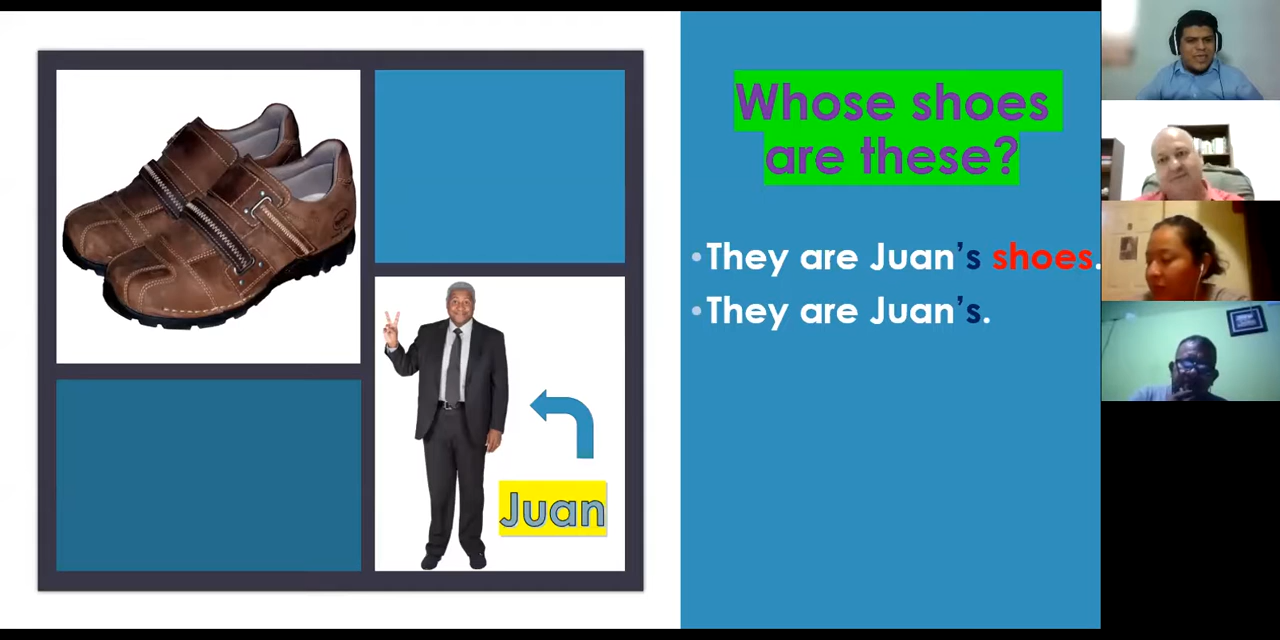 Whose shoes
are these?
•They are Juan's shoes.
•They are Juan's.
Juan